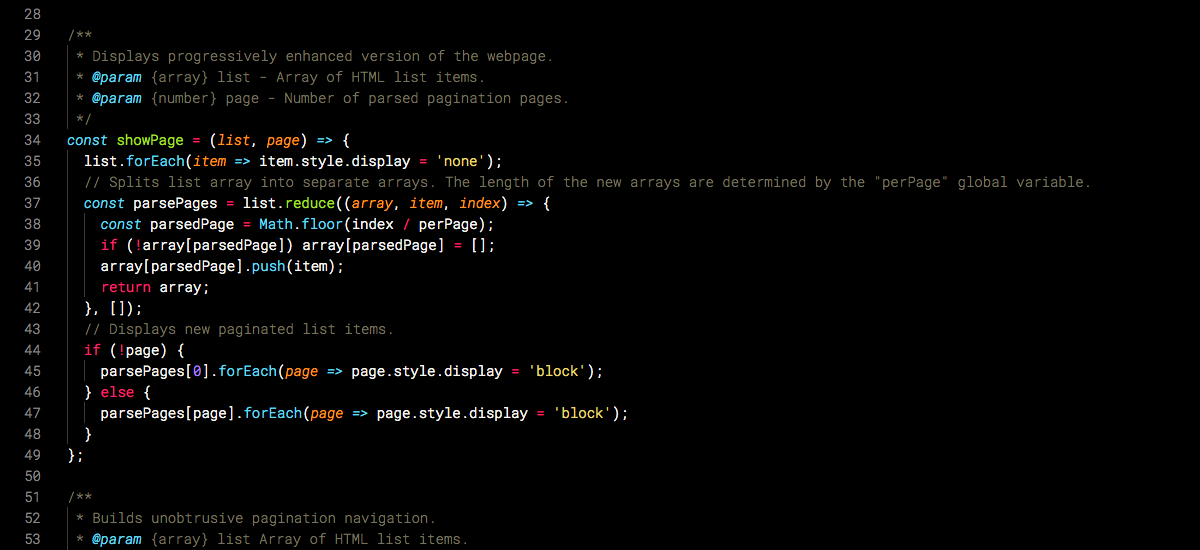 28
29 /**
30  * Displays progressively enhanced version of the webpage.
31  * @param {array} list - Array of HTML list items.
32  * @param {number} page - Number of parsed pagination pages.
33  */
34 const showPage = (list, page) => {
35   list.forEach(item => item.style.display = 'none');
36   // Splits list array into separate arrays. The length of the new arrays are determined by the "perPage" global variable.
37   const parsePages = list.reduce((array, item, index) => {
38     const parsedPage = Math.floor(index / perPage);
39     if (!array[parsedPage]) array[parsedPage] = [];
40     array[parsedPage].push(item);
41     return array;
42   }, []);
43   // Displays new paginated list items.
44   if (!page) {
45     parsePages[0].forEach(page => page.style.display = 'block');
46   } else {
47     parsePages[page].forEach(page => page.style.display = 'block');
48   }
49 };
50
51 /**
52  * Builds unobtrusive pagination navigation.
53  * @param {array} list Array of HTML list items.